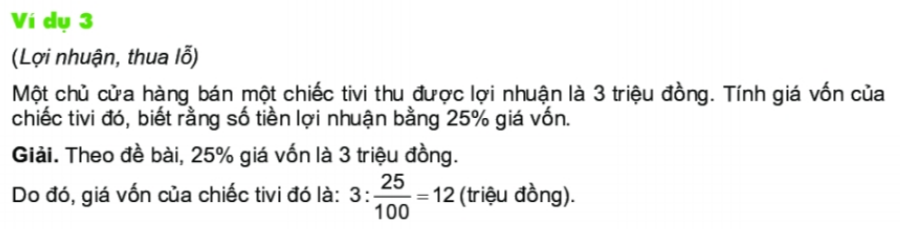 Ví dụ 3
(Lợi nhuận, thua lỗ)
Một chủ cửa hàng bán một chiếc tivi thu được lợi nhuận là 3 triệu đồng. Tính giá vốn của
chiếc tivi đó, biết rằng số tiền lợi nhuận bằng 25% giá vốn.
Giải. Theo đề bài, 25% giá vốn là 3 triệu đồng.
Do đó, giá vốn của chiếc tivi đó là: 3 : 25/100 = 12 (triệu đồng).